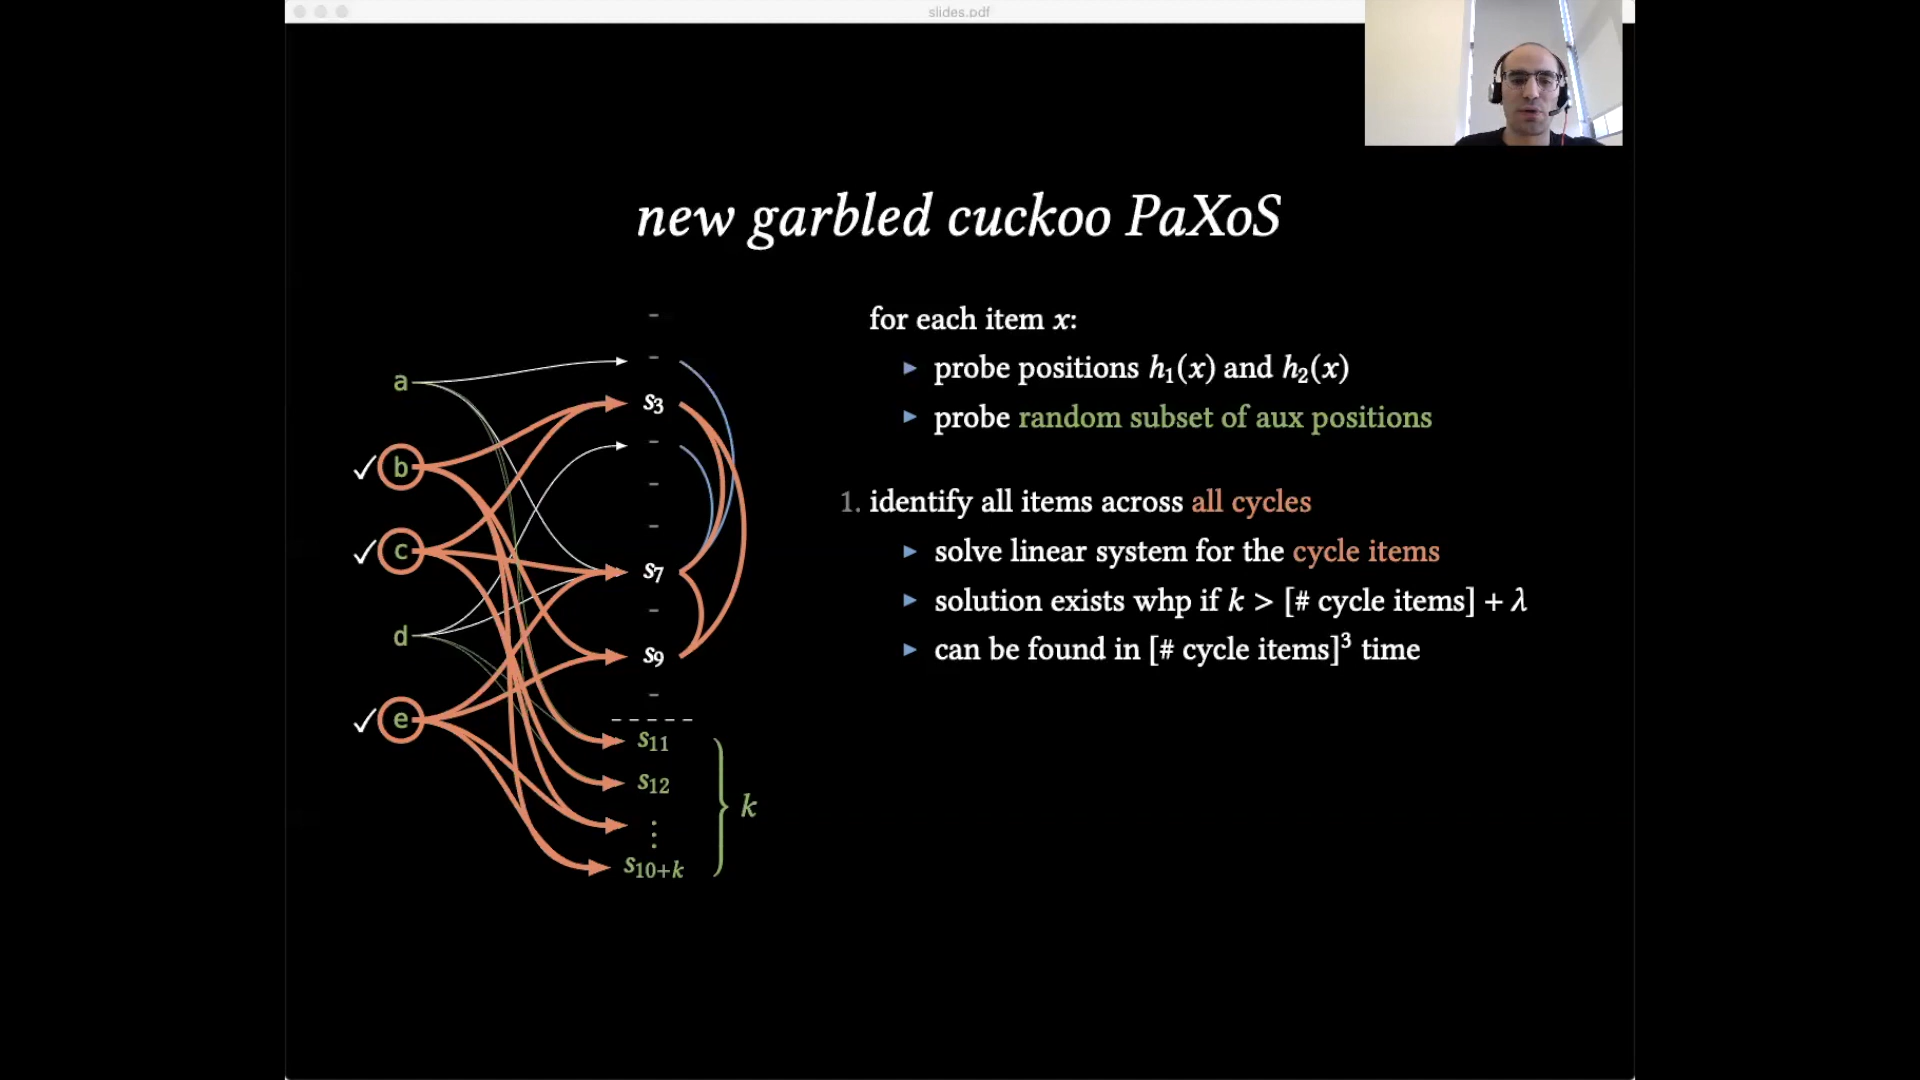 slides.pdf
new garbled cuckoo PaXoS
for each item x:
▸ probe positions h₁(x) and h₂(x)
▸ probe random subset of aux positions
1. identify all items across all cycles
▸ solve linear system for the cycle items
▸ solution exists whp if k > [# cycle items] + λ
▸ can be found in [# cycle items]³ time
a
✓ b
✓ c
d
✓ e
–
–
s₃
–
–
–
s₇
–
s₉
–
-----
s₁₁
s₁₂
⋮
s₁₀₊ₖ
k